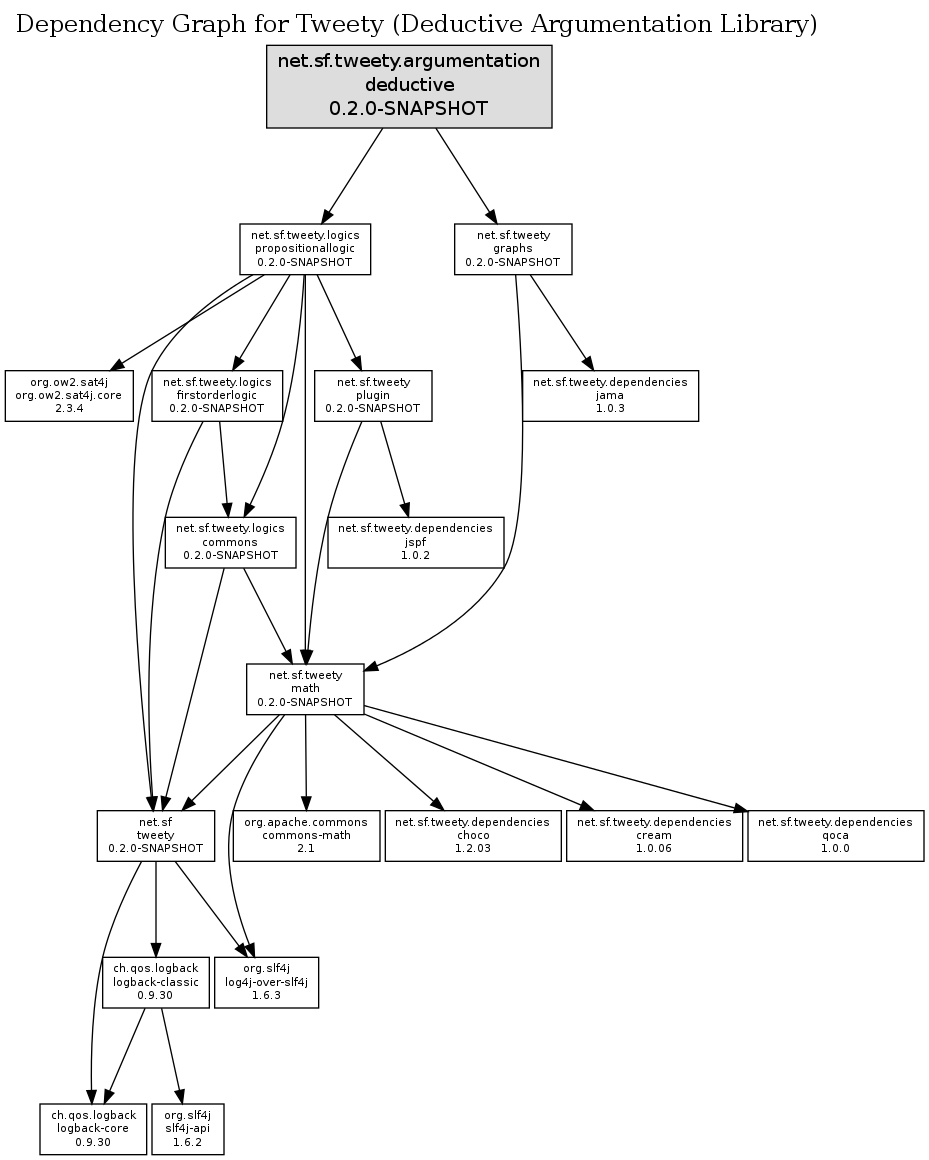 Dependency Graph for Tweety (Deductive Argumentation Library)
net.sf.tweety.argumentation
deductive
0.2.0-SNAPSHOT
net.sf.tweety.logics
propositionallogic
0.2.0-SNAPSHOT
net.sf.tweety
graphs
0.2.0-SNAPSHOT
org.ow2.sat4j
org.ow2.sat4j.core
2.3.4
net.sf.tweety.logics
firstorderlogic
0.2.0-SNAPSHOT
net.sf.tweety
plugin
0.2.0-SNAPSHOT
net.sf.tweety.dependencies
jama
1.0.3
net.sf.tweety.logics
commons
0.2.0-SNAPSHOT
net.sf.tweety.dependencies
jspf
1.0.2
net.sf.tweety
math
0.2.0-SNAPSHOT
net.sf
tweety
0.2.0-SNAPSHOT
org.apache.commons
commons-math
2.1
net.sf.tweety.dependencies
choco
1.2.03
net.sf.tweety.dependencies
cream
1.0.06
net.sf.tweety.dependencies
qoca
1.0.0
ch.qos.logback
logback-classic
0.9.30
org.slf4j
log4j-over-slf4j
1.6.3
ch.qos.logback
logback-core
0.9.30
org.slf4j
slf4j-api
1.6.2